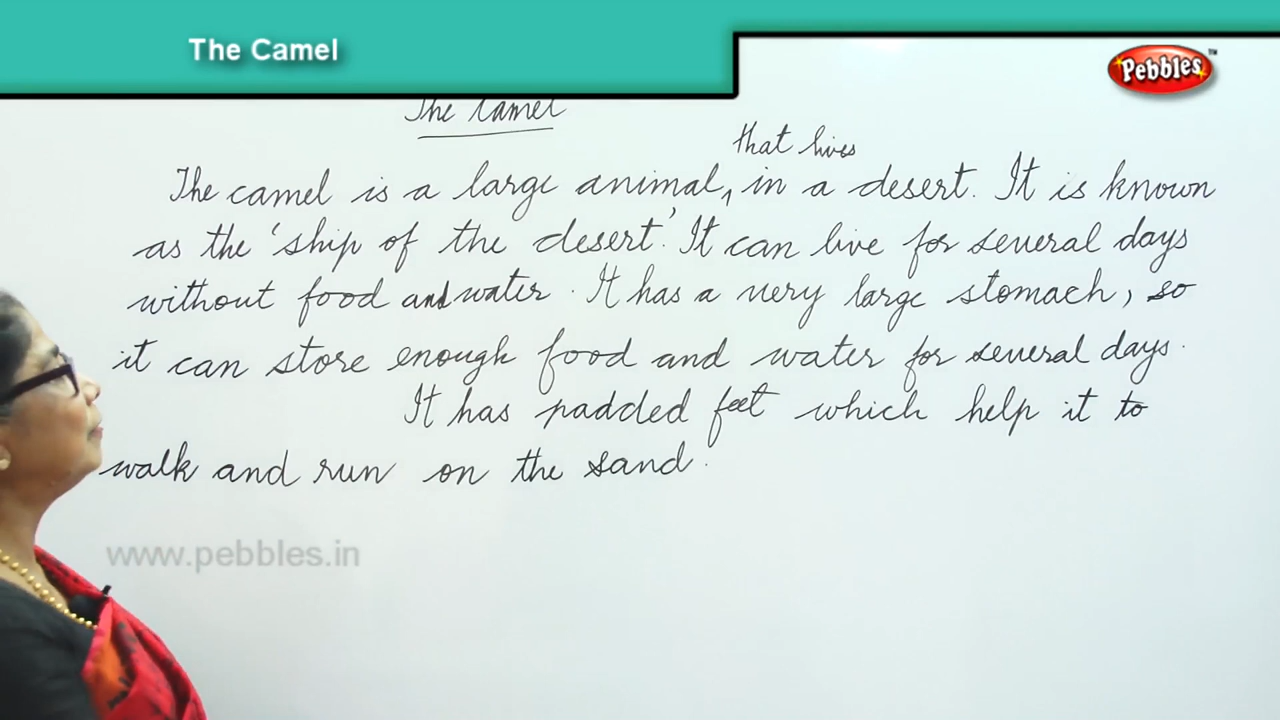 The Camel
Pebbles™
The Camel
that lives
The camel is a large animal, in a desert. It is known
as the 'ship of the desert'. It can live for several days
without food and water. It has a very large stomach, so
it can store enough food and water for several days.
It has padded feet which help it to
walk and run on the sand.
www.pebbles.in